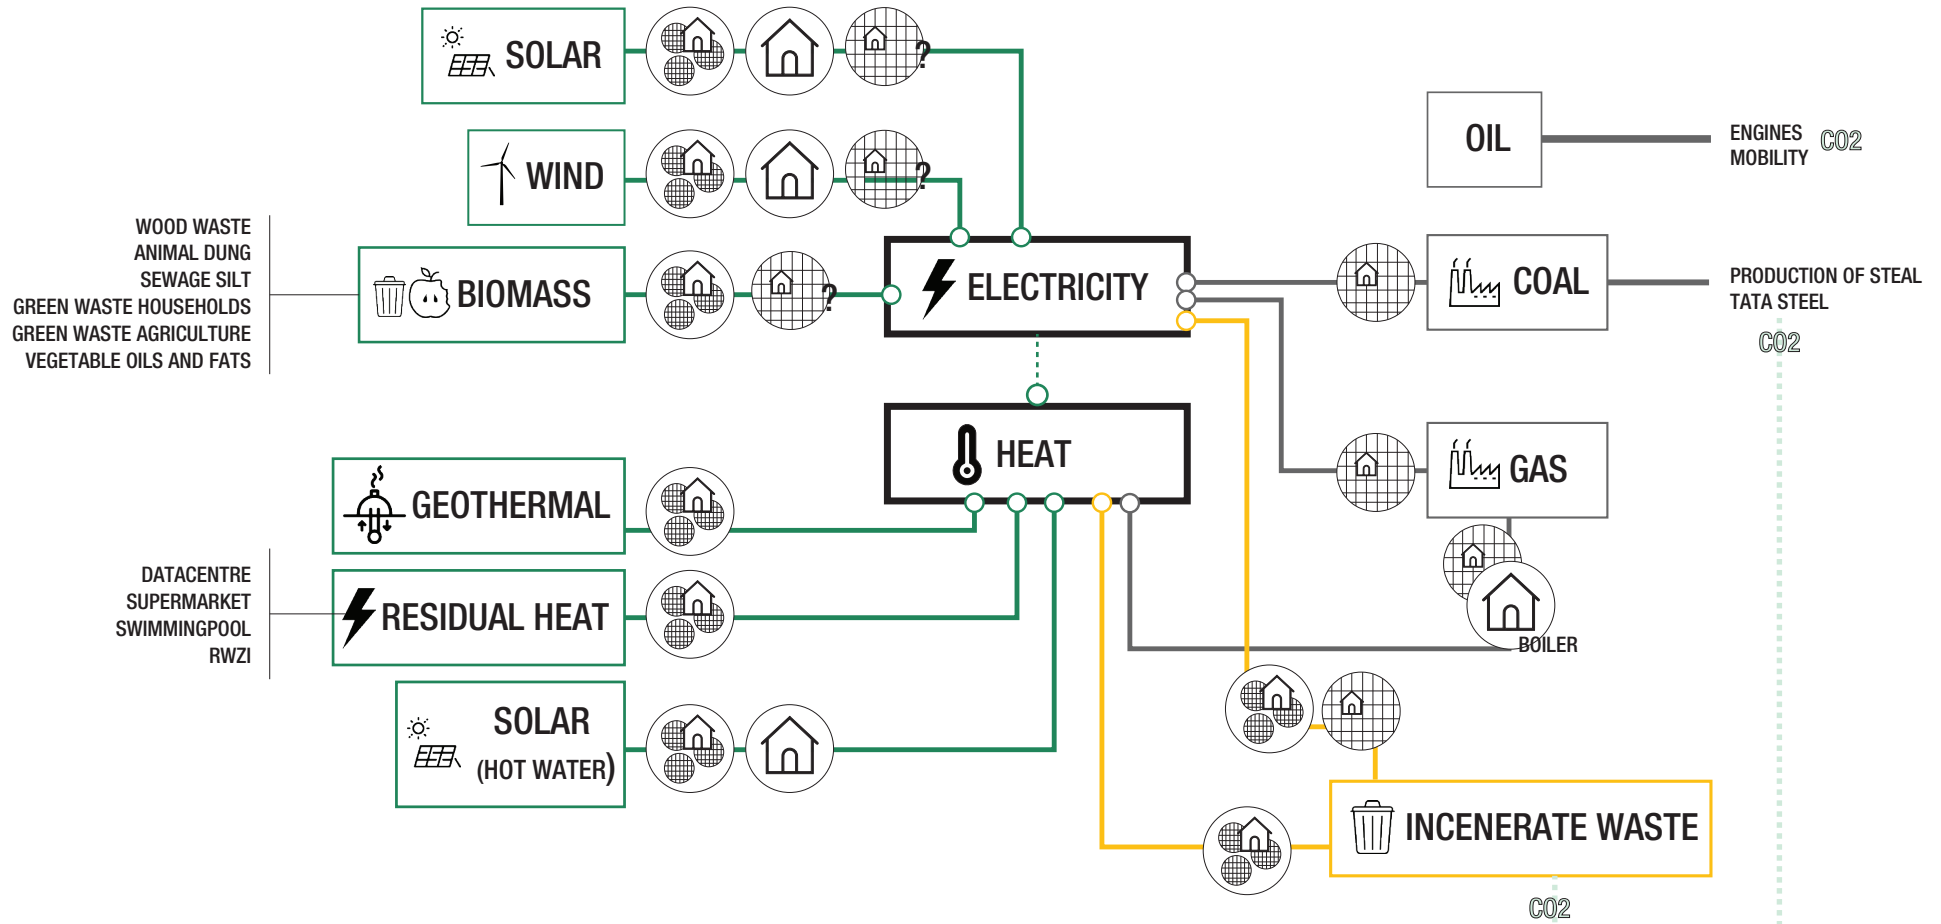 SOLAR
?
WIND
?
WOOD WASTE
ANIMAL DUNG
SEWAGE SILT
GREEN WASTE HOUSEHOLDS
GREEN WASTE AGRICULTURE
VEGETABLE OILS AND FATS
BIOMASS
?
ELECTRICITY
HEAT
GEOTHERMAL
DATACENTRE
SUPERMARKET
SWIMMINGPOOL
RWZI
RESIDUAL HEAT
SOLAR
(HOT WATER)
OIL
ENGINES
MOBILITY
CO2
COAL
PRODUCTION OF STEAL
TATA STEEL
CO2
GAS
BOILER
INCENERATE WASTE
CO2